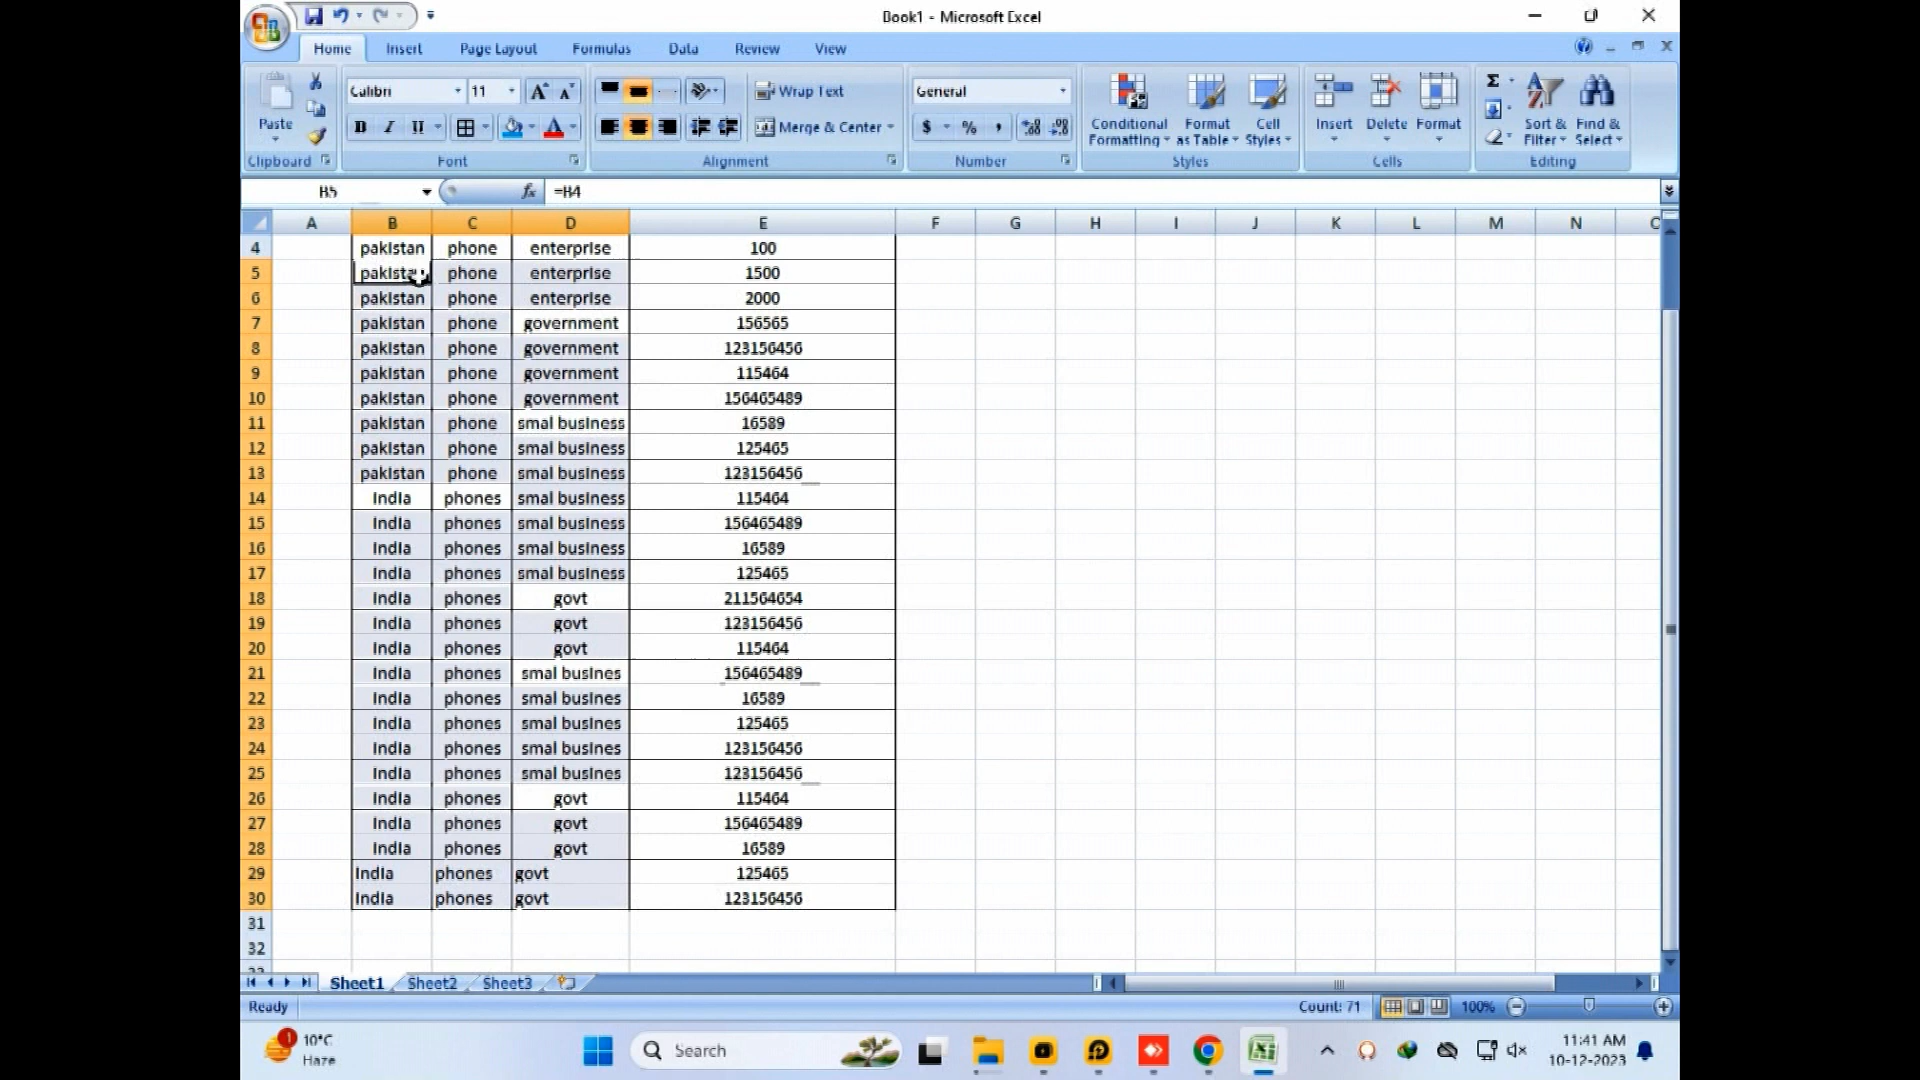 Book1 - Microsoft Excel
Home Insert Page Layout Formulas Data Review View
Calibri 11 Wrap Text General
Paste Merge & Center $ % , Conditional Formatting Format as Table Cell Styles Insert Delete Format Σ Sort & Filter Find & Select
Clipboard Font Alignment Number Styles Cells Editing
B5 fx =B4
A B C D E F G H I J K L M N O
4 pakistan phone enterprise 100
5 pakistan phone enterprise 1500
6 pakistan phone enterprise 2000
7 pakistan phone government 156565
8 pakistan phone government 123156456
9 pakistan phone government 115464
10 pakistan phone government 156465489
11 pakistan phone smal business 16589
12 pakistan phone smal business 125465
13 pakistan phone smal business 123156456
14 india phones smal business 115464
15 india phones smal business 156465489
16 india phones smal business 16589
17 india phones smal business 125465
18 india phones govt 211564654
19 india phones govt 123156456
20 india phones govt 115464
21 india phones smal busines 156465489
22 india phones smal busines 16589
23 india phones smal busines 125465
24 india phones smal busines 123156456
25 india phones smal busines 123156456
26 india phones govt 115464
27 india phones govt 156465489
28 india phones govt 16589
29 india phones govt 125465
30 india phones govt 123156456
31
32
Sheet1 Sheet2 Sheet3
Ready Count: 71 100%
1 10°C Haze Search 11:41 AM
10-12-2023